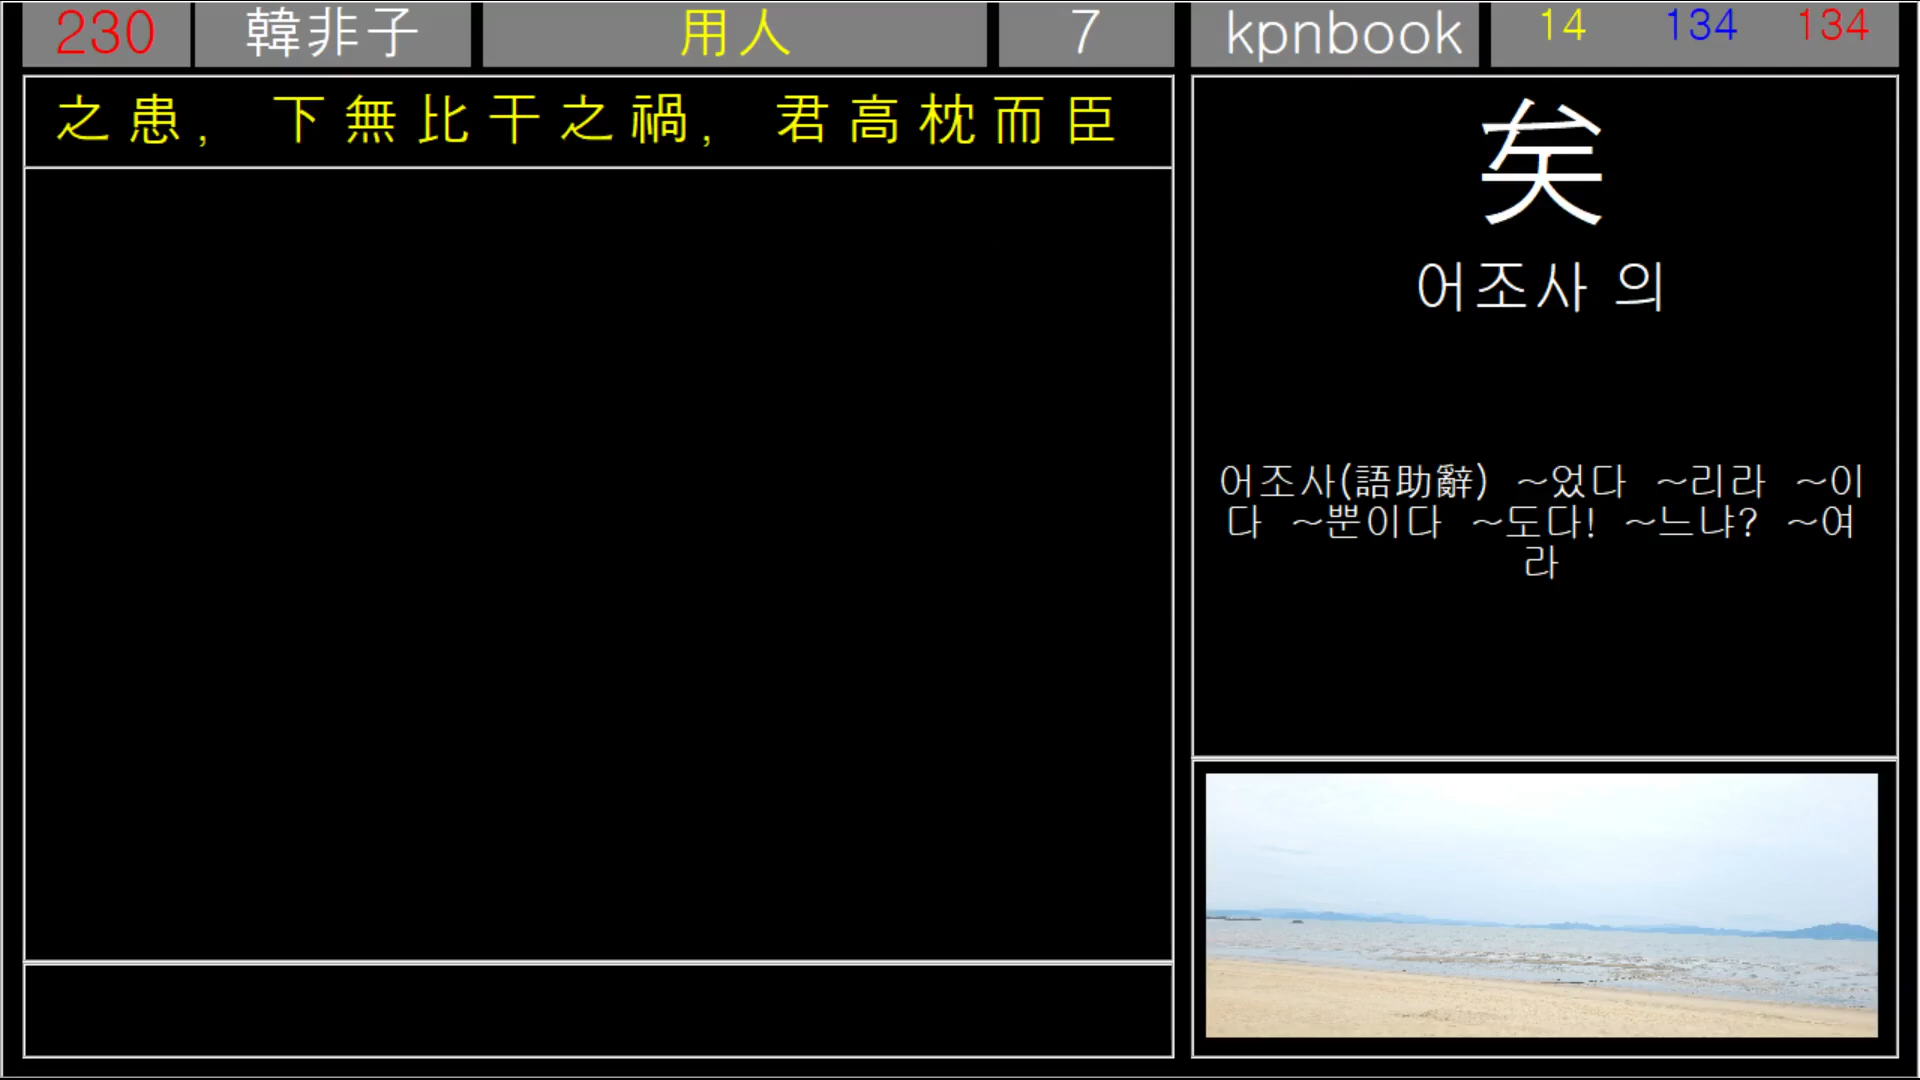 230 韓非子 用人 7 kpnbook 14 134 134
之患, 下無比干之禍, 君高枕而臣
矣
어조사 의
어조사(語助辭) ~었다 ~리라 ~이
다 ~뿐이다 ~도다! ~느냐? ~여
라